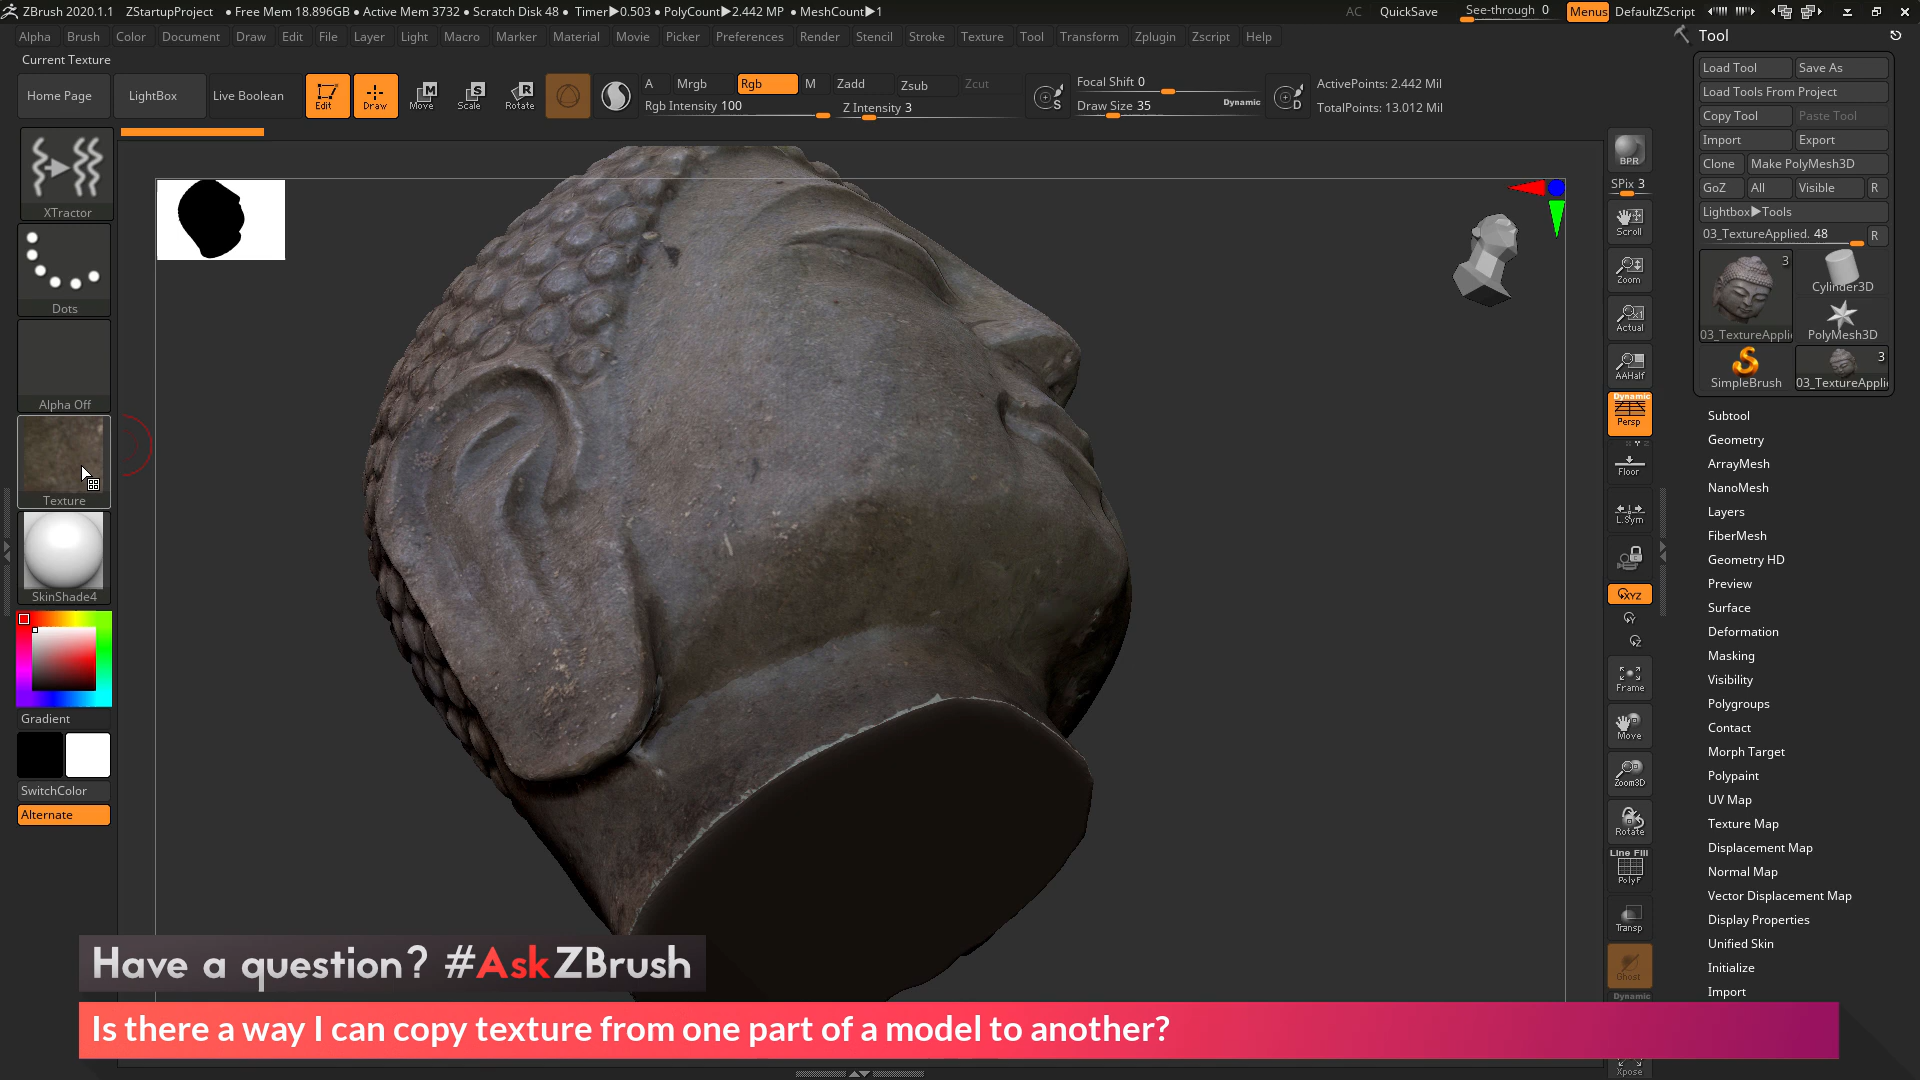 ZBrush 2020.1.1 ZStartupProject • Free Mem 18.896GB • Active Mem 3732 • Scratch Disk 48 • Timer▶0.503 • PolyCount▶2.442 MP • MeshCount▶1 AC QuickSave See-through 0 Menus DefaultZScript
Alpha Brush Color Document Draw Edit File Layer Light Macro Marker Material Movie Picker Preferences Render Stencil Stroke Texture Tool Transform Zplugin Zscript Help
Tool
Current Texture
Home Page LightBox Live Boolean Edit Draw Move Scale Rotate
A Mrgb Rgb M Zadd Zsub Zcut
Rgb Intensity 100 Z Intensity 3
S
Focal Shift 0
Draw Size 35 Dynamic
D
ActivePoints: 2.442 Mil
TotalPoints: 13.012 Mil
XTractor
Dots
Alpha Off
Texture
SkinShade4
Gradient
SwitchColor
Alternate
BPR
SPix 3
Scroll
Zoom
Actual
AAHalf
Dynamic
Persp
Floor
L.Sym
XYZ
Frame
Move
Zoom3D
Rotate
Line Fill
PolyF
Transp
Ghost
Dynamic
Xpose
Load Tool Save As
Load Tools From Project
Copy Tool Paste Tool
Import Export
Clone Make PolyMesh3D
GoZ All Visible R
Lightbox▶Tools
03_TextureApplied. 48 R
3
Cylinder3D
03_TextureAppli PolyMesh3D
3
SimpleBrush 03_TextureAppli
Subtool
Geometry
ArrayMesh
NanoMesh
Layers
FiberMesh
Geometry HD
Preview
Surface
Deformation
Masking
Visibility
Polygroups
Contact
Morph Target
Polypaint
UV Map
Texture Map
Displacement Map
Normal Map
Vector Displacement Map
Display Properties
Unified Skin
Initialize
Import
Have a question? #AskZBrush
Is there a way I can copy texture from one part of a model to another?